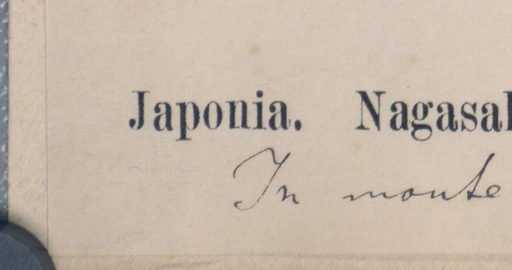 Japonia. Nagasa
In monte